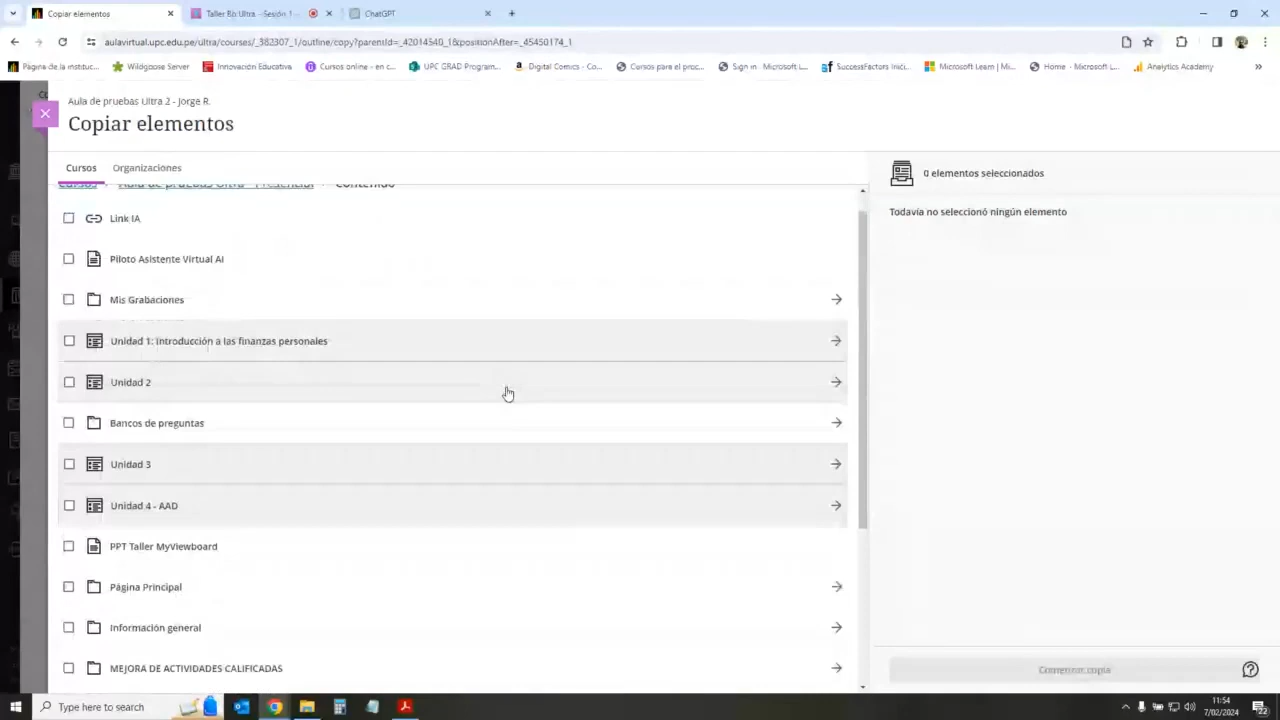 Copiar elementos
Taller Bb Ultra - Sesión 1
ChatGPT
aulavirtual.upc.edu.pe/ultra/courses/_382307_1/outline/copy?parentId=_42014540_1&positionAfter=_45450174_1
Página de la instituc...
Wildgoose Server
Innovación Educativa
Cursos online - en c...
UPC GRAD Program...
Digital Comics - Co...
Cursos para el proc...
Sign in - Microsoft L...
SuccessFactors Inici...
Microsoft Learn | Mi...
Home - Microsoft L...
Analytics Academy
»
Aula de pruebas Ultra 2 - Jorge R.
Copiar elementos
Cursos
Organizaciones
Cursos
Aula de pruebas Ultra - Presencial
Contenido
Link IA
Piloto Asistente Virtual AI
Mis Grabaciones
Unidad 1: Introducción a las finanzas personales
Unidad 2
Bancos de preguntas
Unidad 3
Unidad 4 - AAD
PPT Taller MyViewboard
Página Principal
Información general
MEJORA DE ACTIVIDADES CALIFICADAS
0 elementos seleccionados
Todavía no seleccionó ningún elemento
Comenzar copia
Type here to search
11:54
7/02/2024
22